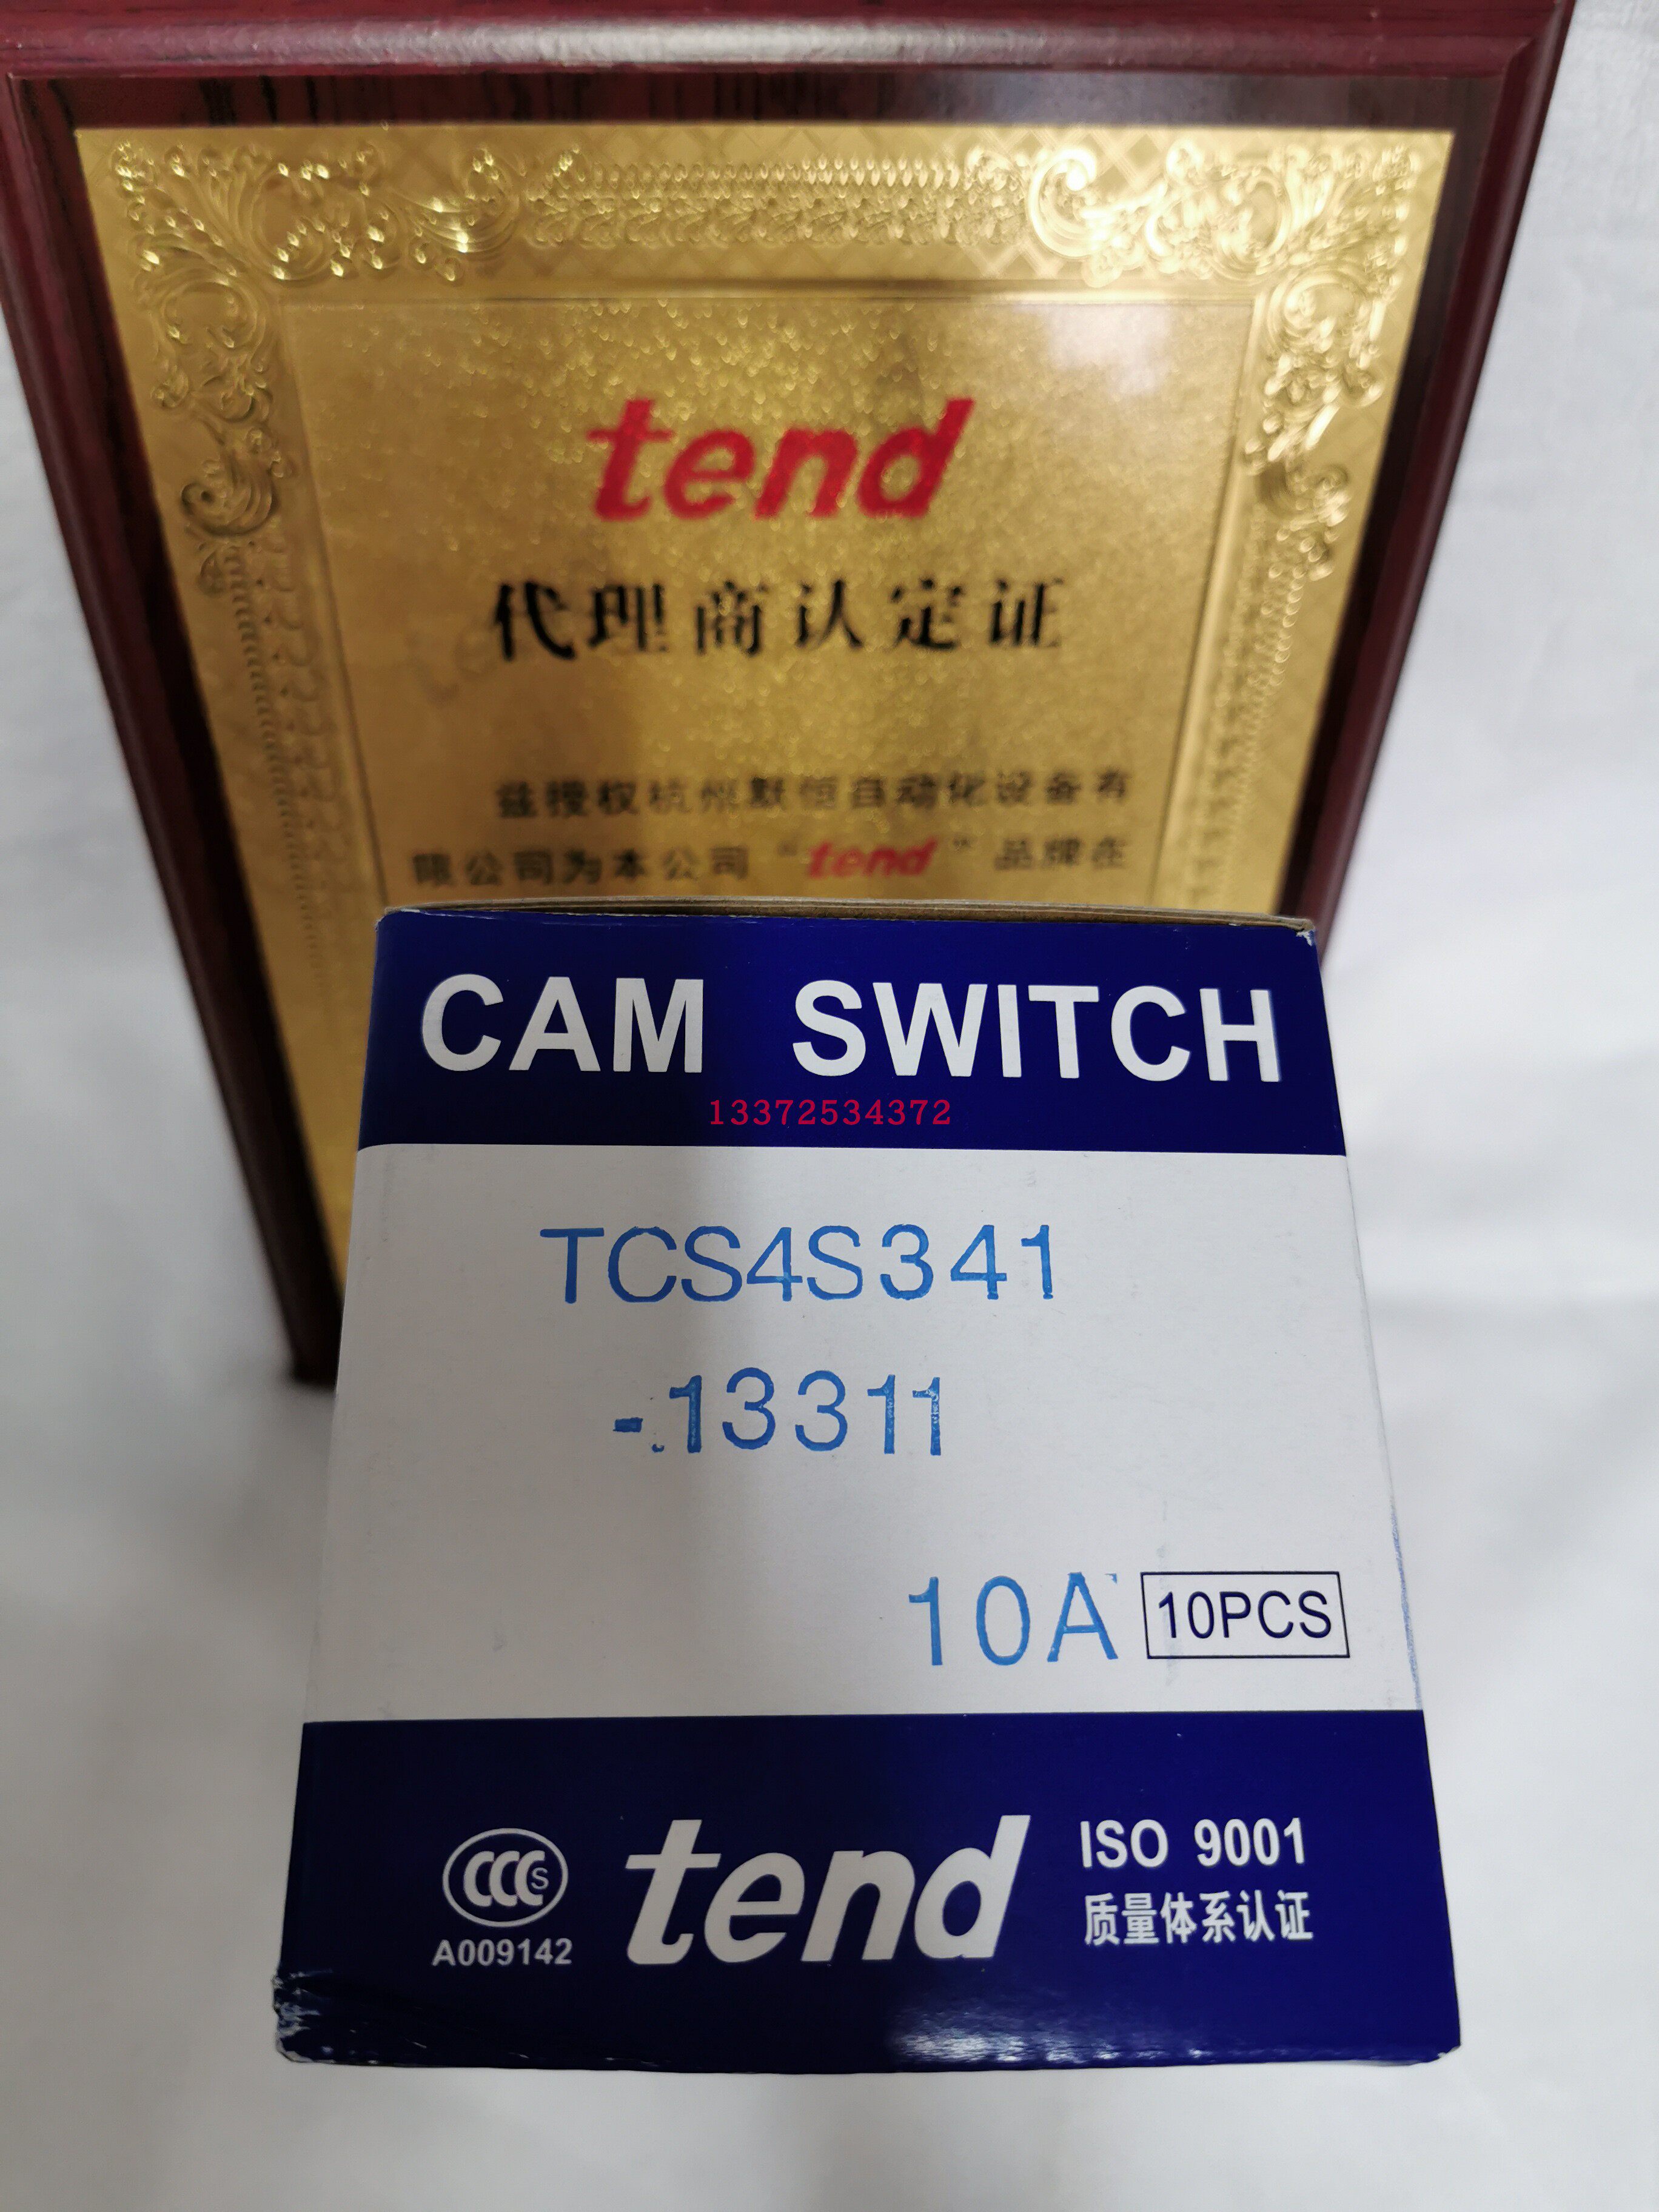 tend
代理商认定证
兹授权杭州默恒自动化设备有
限公司为本公司“tend”品牌在
CAM SWITCH
13372534372
TCS4S341
-13311
10A 10PCS
CCCS
A009142
tend
ISO 9001
质量体系认证